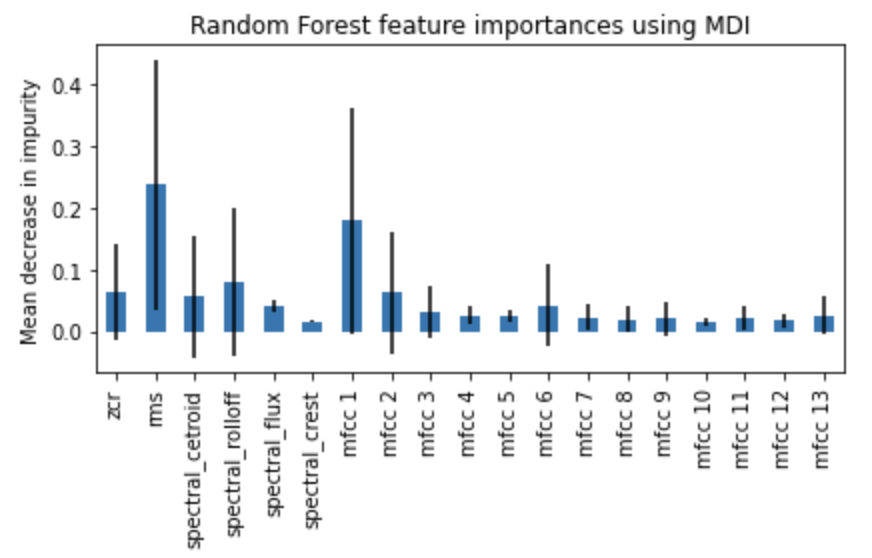 Random Forest feature importances using MDI
Mean decrease in impurity
0.4
0.3
0.2
0.1
0.0
zcr
rms
spectral_cetroid
spectral_rolloff
spectral_flux
spectral_crest
mfcc 1
mfcc 2
mfcc 3
mfcc 4
mfcc 5
mfcc 6
mfcc 7
mfcc 8
mfcc 9
mfcc 10
mfcc 11
mfcc 12
mfcc 13